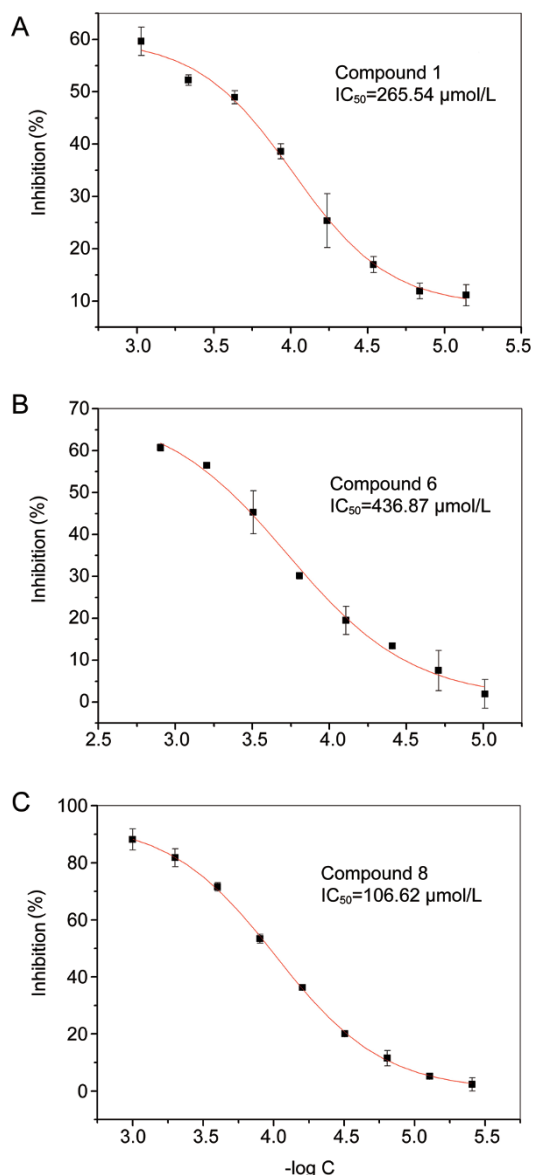 A
Inhibition (%)
60
50
40
30
20
10
Compound 1
IC₅₀=265.54 µmol/L
3.0 3.5 4.0 4.5 5.0 5.5
B
Inhibition (%)
70
60
50
40
30
20
10
0
Compound 6
IC₅₀=436.87 µmol/L
2.5 3.0 3.5 4.0 4.5 5.0
C
Inhibition (%)
100
80
60
40
20
0
Compound 8
IC₅₀=106.62 µmol/L
3.0 3.5 4.0 4.5 5.0 5.5
-log C